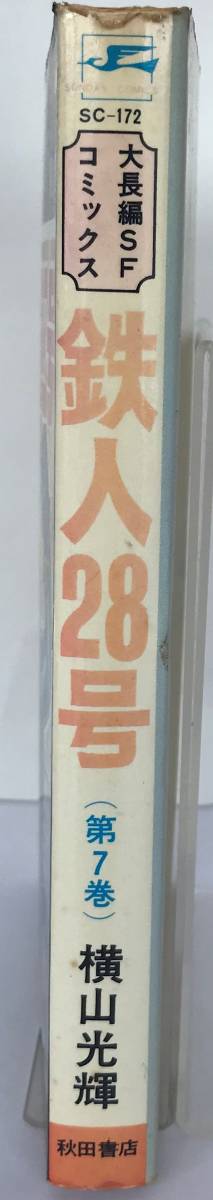 SUNDAY COMICS
SC-172
大長編SF
コミックス
鉄人28号
(第7巻)
横山光輝
秋田書店